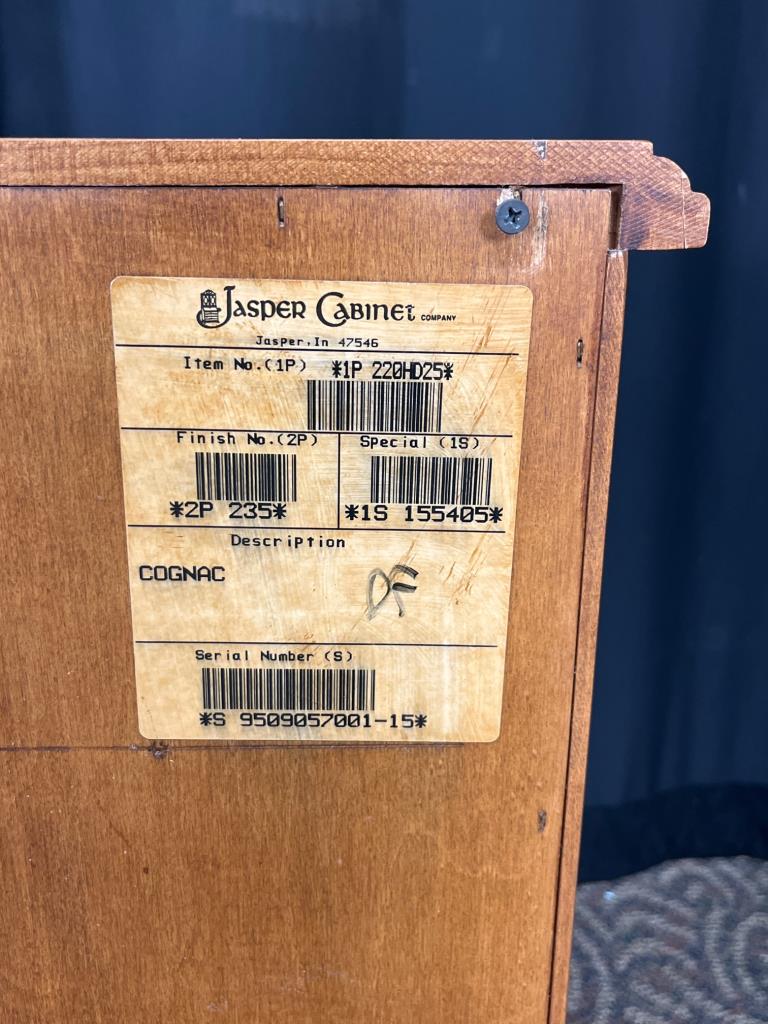 Jasper Cabinet COMPANY
Jasper, In 47546
Item No.(1P) *1P 220HD25*
Finish No.(2P) Special (1S)
*2P 235* *1S 155405*
Description
COGNAC
Serial Number (S)
*S 9509057001-15*